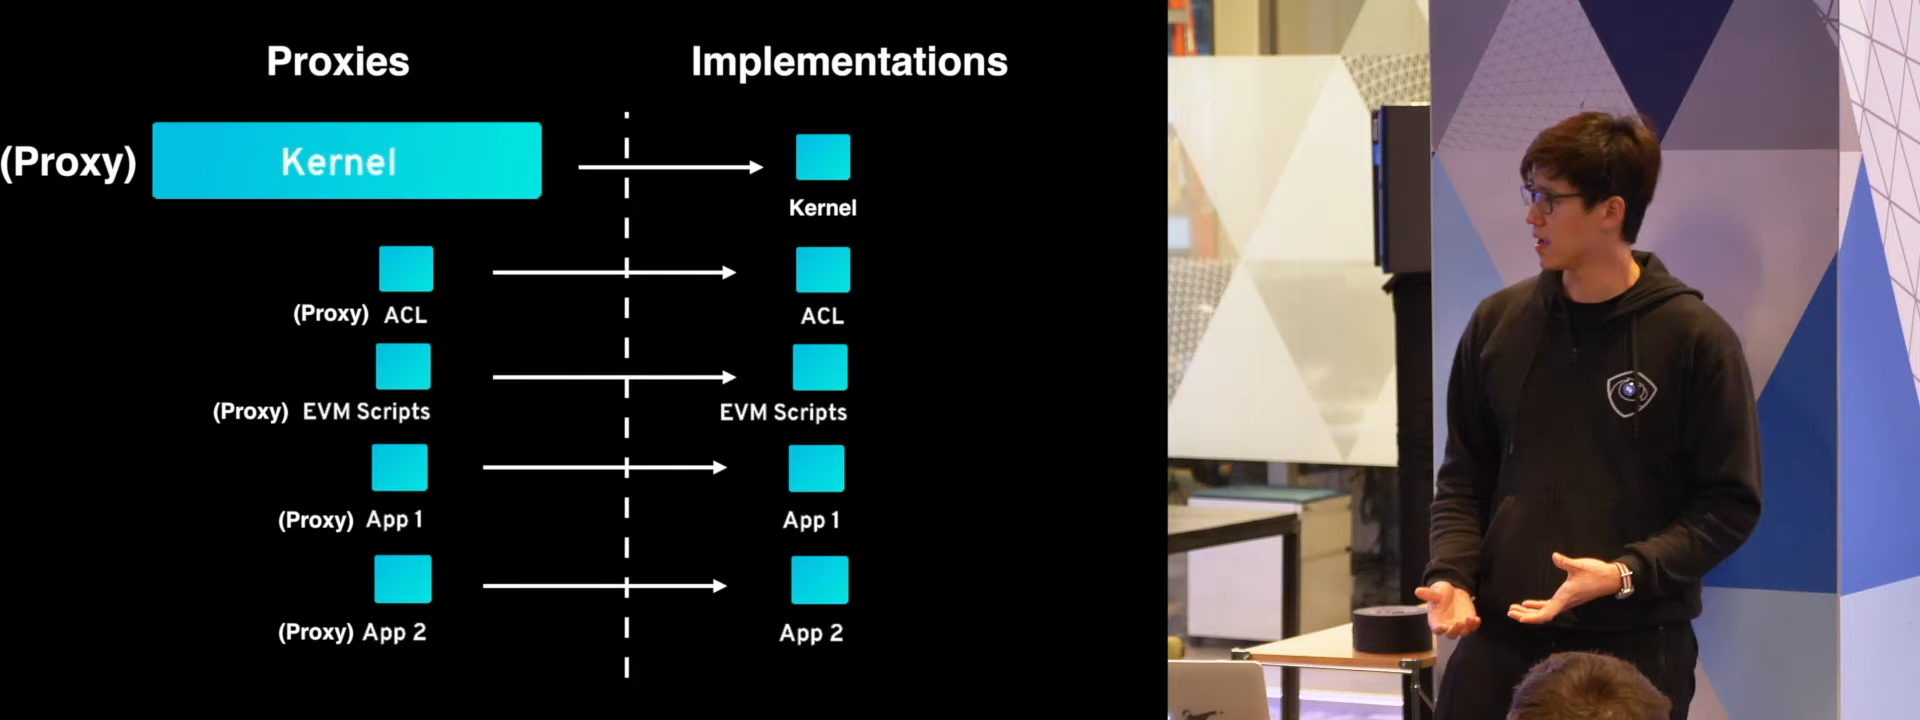 Proxies
Implementations
(Proxy)
Kernel
Kernel
(Proxy) ACL
ACL
(Proxy) EVM Scripts
EVM Scripts
(Proxy) App 1
App 1
(Proxy) App 2
App 2